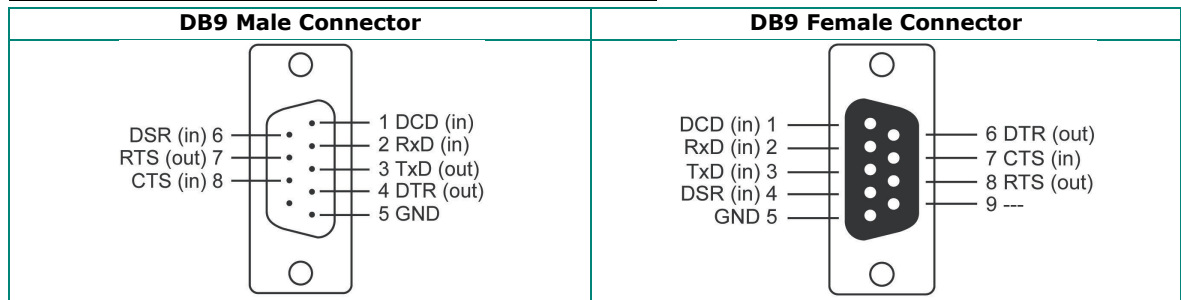 DB9 Male Connector
DB9 Female Connector
DSR (in) 6
RTS (out) 7
CTS (in) 8
1 DCD (in)
2 RxD (in)
3 TxD (out)
4 DTR (out)
5 GND
DCD (in) 1
RxD (in) 2
TxD (in) 3
DSR (in) 4
GND 5
6 DTR (out)
7 CTS (in)
8 RTS (out)
9 ---